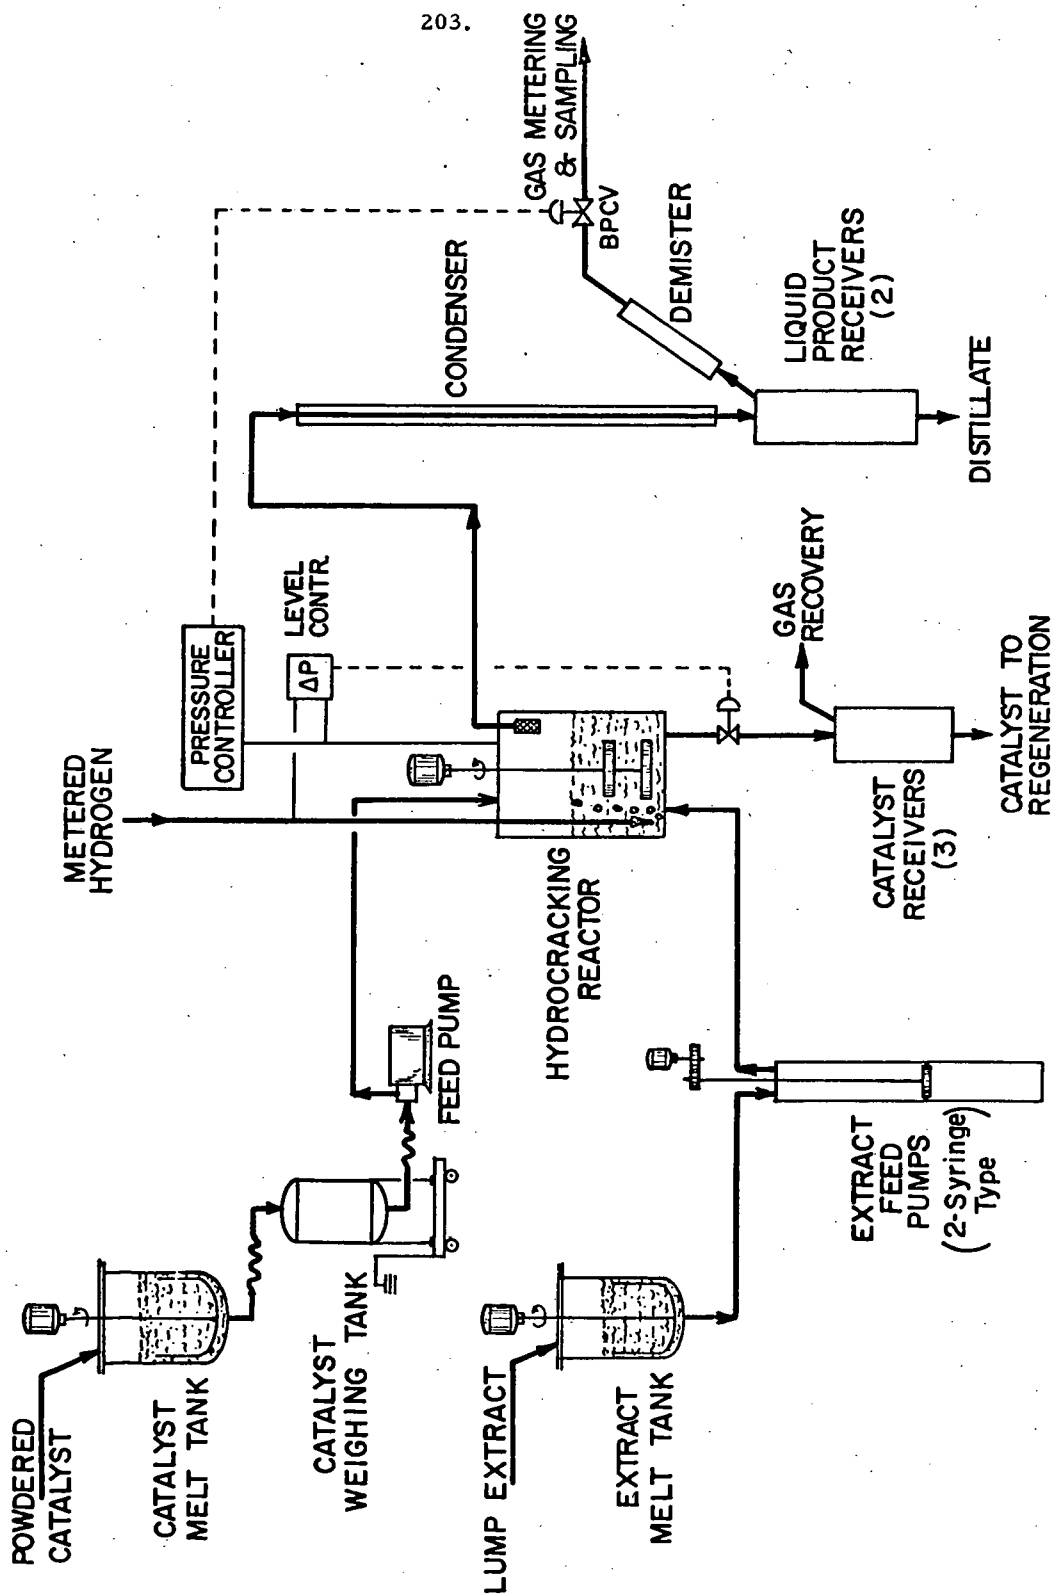 203.
POWDERED
CATALYST
CATALYST
MELT TANK
CATALYST
WEIGHING TANK
FEED PUMP
METERED
HYDROGEN
PRESSURE
CONTROLLER
ΔP
LEVEL
CONTR.
CONDENSER
GAS METERING
& SAMPLING
BPCV
DEMISTER
LIQUID
PRODUCT
RECEIVERS
(2)
DISTILLATE
LUMP EXTRACT
EXTRACT
MELT TANK
EXTRACT
FEED
PUMPS
(2-Syringe
Type)
HYDROCRACKING
REACTOR
CATALYST
RECEIVERS
(3)
GAS
RECOVERY
CATALYST TO
REGENERATION